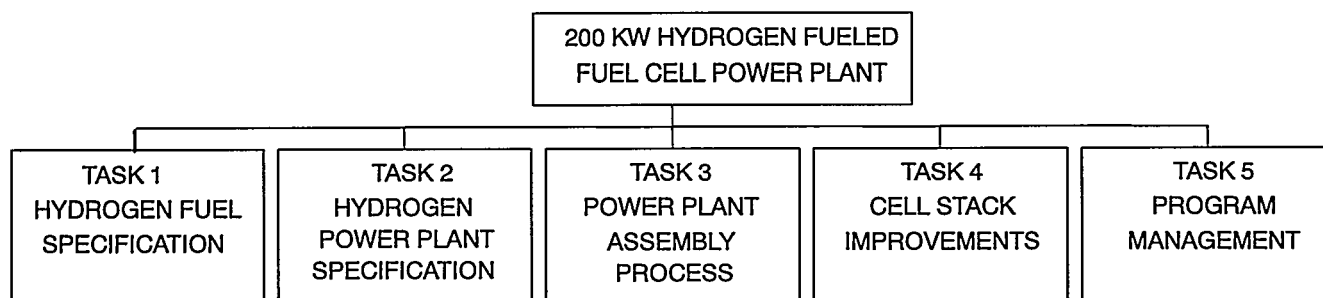 200 KW HYDROGEN FUELED
FUEL CELL POWER PLANT
TASK 1
HYDROGEN FUEL
SPECIFICATION
TASK 2
HYDROGEN
POWER PLANT
SPECIFICATION
TASK 3
POWER PLANT
ASSEMBLY
PROCESS
TASK 4
CELL STACK
IMPROVEMENTS
TASK 5
PROGRAM
MANAGEMENT